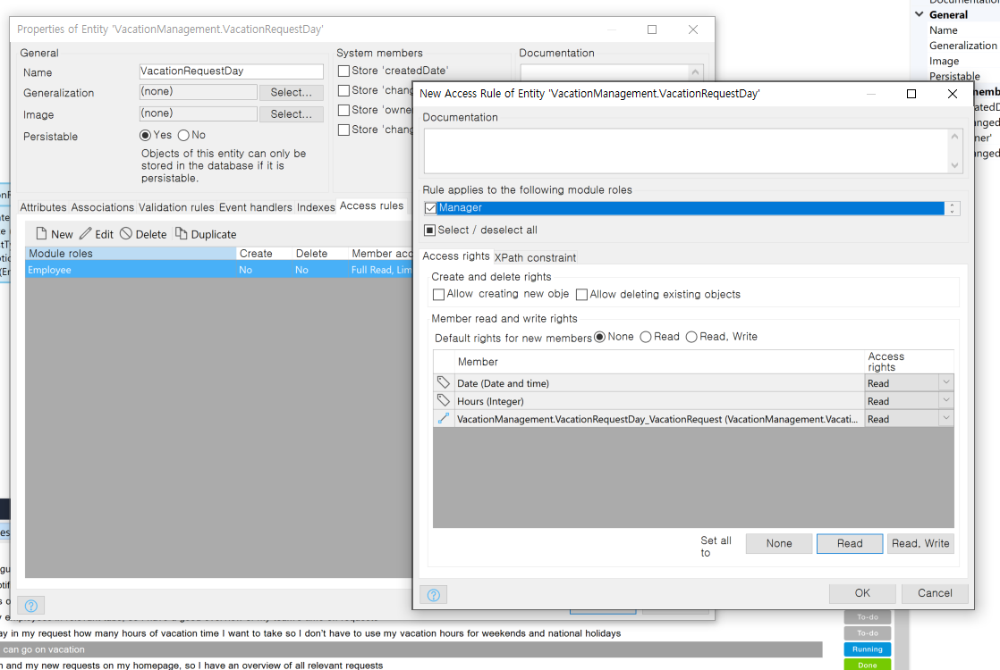 Properties of Entity 'VacationManagement.VacationRequestDay'
General
Name
VacationRequestDay
Generalization
(none)
Select...
Image
(none)
Select...
Persistable
Yes
No
Objects of this entity can only be
stored in the database if it is
persistable.
System members
Store 'createdDate'
Store 'chang
Store 'owne
Store 'chang
Documentation
Attributes Associations Validation rules Event handlers Indexes Access rules
New Edit Delete Duplicate
Module roles Create Delete Member acc
Employee No No Full Read, Lim
New Access Rule of Entity 'VacationManagement.VacationRequestDay'
Documentation
Rule applies to the following module roles
Manager
Select / deselect all
Access rights XPath constraint
Create and delete rights
Allow creating new obje Allow deleting existing objects
Member read and write rights
Default rights for new members None Read Read, Write
Member Access
rights
Date (Date and time) Read
Hours (Integer) Read
VacationManagement.VacationRequestDay_VacationRequest (VacationManagement.Vacati... Read
Set all
to
None Read Read, Write
OK Cancel
General
Name
Generalization
Image
Persistable
To-do
ay in my request how many hours of vacation time I want to take so I don't have to use my vacation hours for weekends and national holidays
To-do
can go on vacation
Running
n and my new requests on my homepage, so I have an overview of all relevant requests
Done